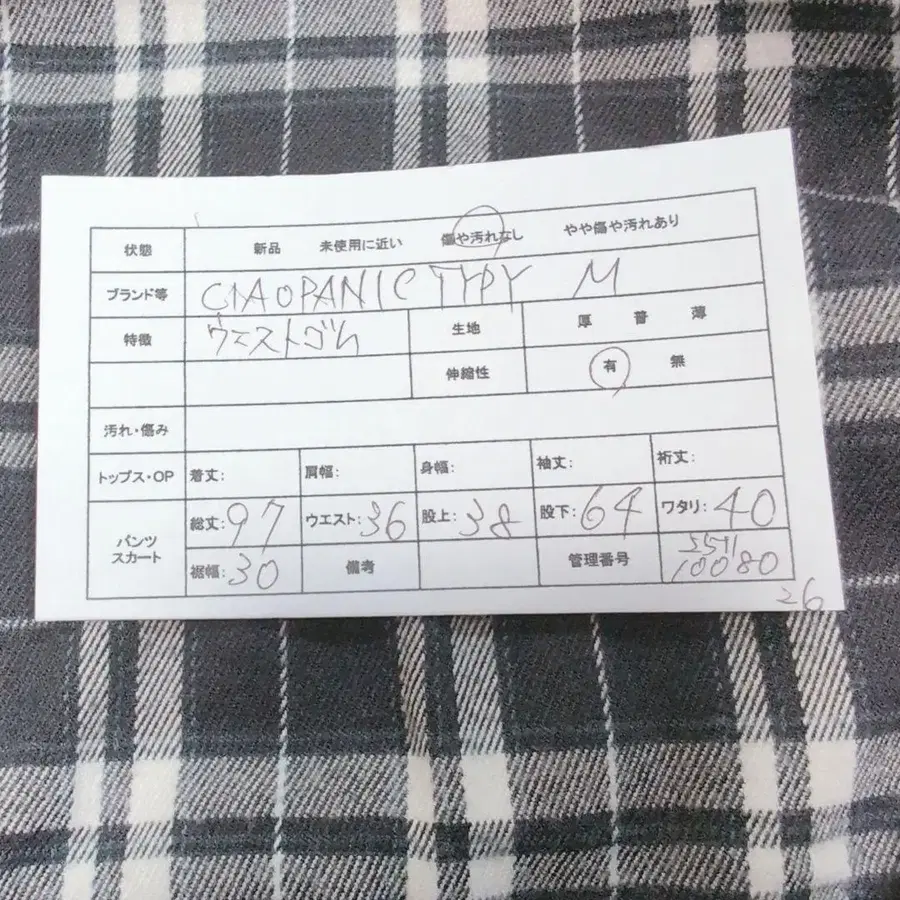 状態 新品 未使用に近い 傷や汚れなし やや傷や汚れあり
ブランド等 CIAOPANIC TYPY M
特徴 ウエストゴム 生地 厚 普 薄
伸縮性 有 無
汚れ・傷み
トップス・OP 着丈: 肩幅: 身幅: 袖丈: 裄丈:
パンツ スカート 総丈:97 ウエスト:36 股上:38 股下:64 ワタリ:40
裾幅:30 備考 管理番号 10080
26